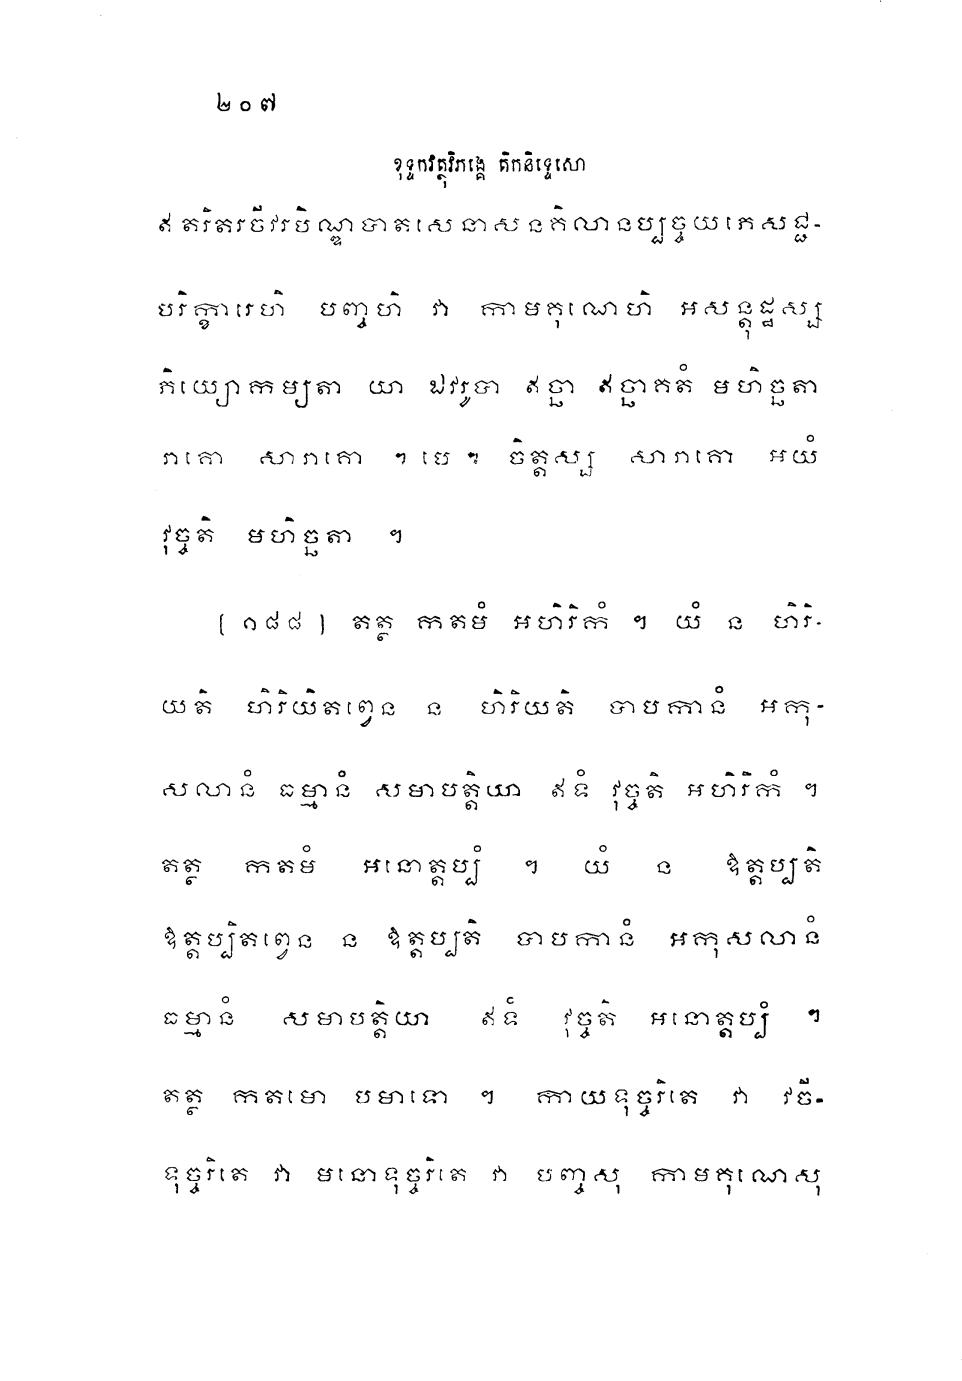 ២០៧
ខុទ្ទកវត្ថុវិភង្គេ តិកនិទ្ទេសោ
ឥតរីតរចីវរបិណ្ឌបាតសេនាសនគិលានប្បច្ចយភេសជ្ជ-
បរិក្ខារេហិ បញ្ចហិ វា កាមគុណេហិ អសន្តុដ្ឋស្ស
ភិយ្យោកម្យតា យា ឯវរូបា ឥច្ឆា ឥច្ឆាគតំ មហិច្ឆតា
រាគោ សារាគោ ។ បេ ។ ចិត្តស្ស សារាគោ អយំ
វុច្ចតិ មហិច្ឆតា ។
[១៨៨] តត្ថ កតមំ អហិរិកំ ។ យំ ន ហិរិ-
យតិ ហិរិយិតព្វេន ន ហិរិយតិ បាបកានំ អកុ-
សលានំ ធម្មានំ សមាបត្តិយា ឥទំ វុច្ចតិ អហិរិកំ ។
តត្ថ កតមំ អនោត្តប្បំ ។ យំ ន ឱត្តប្បតិ
ឱត្តប្បិតព្វេន ន ឱត្តប្បតិ បាបកានំ អកុសលានំ
ធម្មានំ សមាបត្តិយា ឥទំ វុច្ចតិ អនោត្តប្បំ ។
តត្ថ កតមោ បមាទោ ។ កាយទុច្ចរិតេ វា វចី-
ទុច្ចរិតេ វា មនោទុច្ចរិតេ វា បញ្ចសុ កាមគុណេសុ